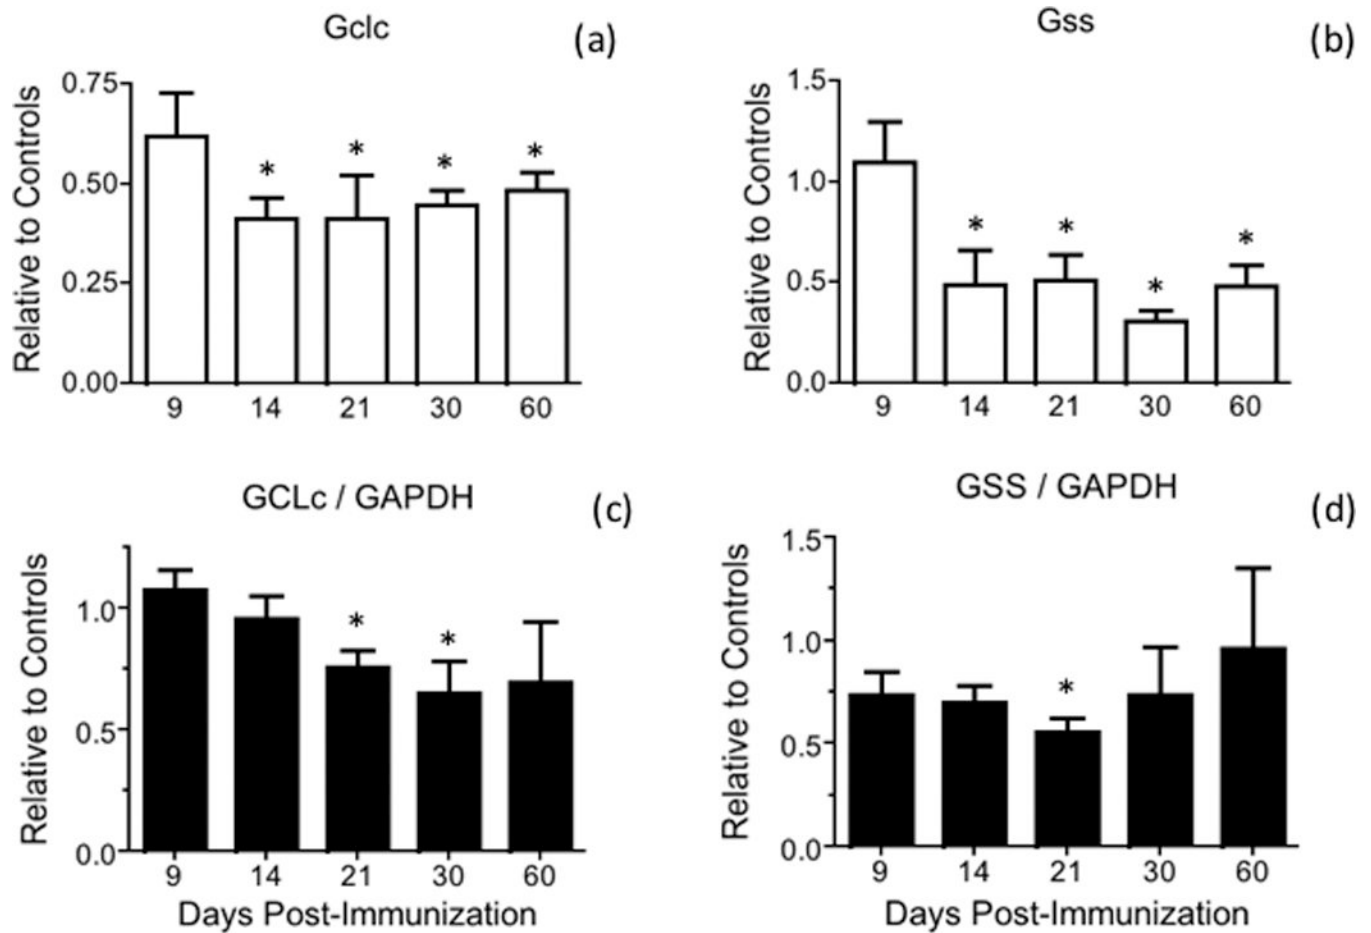 Gclc
(a)
Relative to Controls
0.75
0.50
0.25
0.00
* * * *
9 14 21 30 60
Gss
(b)
Relative to Controls
1.5
1.0
0.5
0.0
* * * *
9 14 21 30 60
GCLc / GAPDH
(c)
Relative to Controls
1.0
0.5
0.0
* *
9 14 21 30 60
Days Post-Immunization
GSS / GAPDH
(d)
Relative to Controls
1.5
1.0
0.5
0.0
*
9 14 21 30 60
Days Post-Immunization